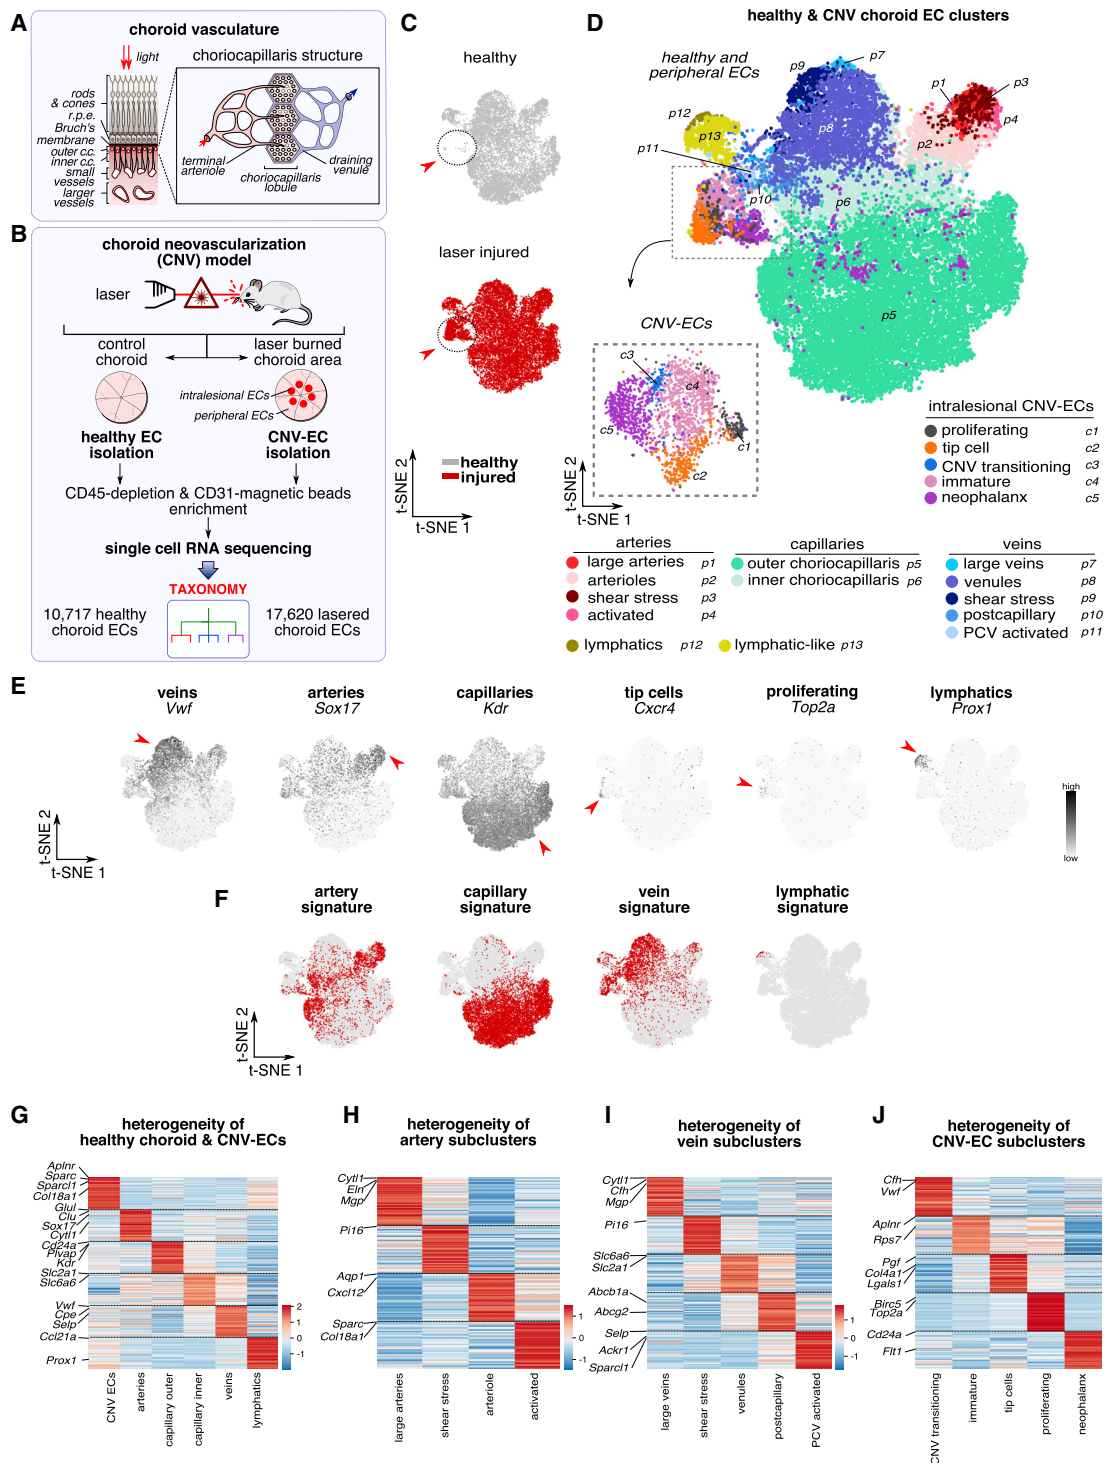 A
choroid vasculature
light
choriocapillaris structure
rods
& cones
r.p.e.
Bruch's
membrane
outer c.c.
inner c.c.
small
vessels
larger
vessels
terminal
arteriole
choriocapillaris
lobule
draining
venule
B
choroid neovascularization
(CNV) model
laser
control
choroid
laser burned
choroid area
intralesional ECs
peripheral ECs
healthy EC
isolation
CNV-EC
isolation
CD45-depletion & CD31-magnetic beads
enrichment
single cell RNA sequencing
TAXONOMY
10,717 healthy
choroid ECs
17,620 lasered
choroid ECs
C
healthy
laser injured
healthy
injured
t-SNE 2
t-SNE 1
D
healthy & CNV choroid EC clusters
healthy and
peripheral ECs
p9
p7
p1
p3
p12
p13
p8
p4
p11
p2
p10
p6
p5
CNV-ECs
c3
c4
c5
c1
c2
t-SNE 2
t-SNE 1
intralesional CNV-ECs
proliferating c1
tip cell c2
CNV transitioning c3
immature c4
neophalanx c5
arteries
large arteries p1
arterioles p2
shear stress p3
activated p4
capillaries
outer choriocapillaris p5
inner choriocapillaris p6
veins
large veins p7
venules p8
shear stress p9
postcapillary p10
PCV activated p11
lymphatics p12
lymphatic-like p13
E
veins
Vwf
arteries
Sox17
capillaries
Kdr
tip cells
Cxcr4
proliferating
Top2a
lymphatics
Prox1
high
low
t-SNE 2
t-SNE 1
F
artery
signature
capillary
signature
vein
signature
lymphatic
signature
t-SNE 2
t-SNE 1
G
heterogeneity of
healthy choroid & CNV-ECs
Aplnr
Sparc
Sparcl1
Col18a1
Glul
Clu
Sox17
Cytl1
Cd24a
Plvap
Kdr
Slc2a1
Slc6a6
Vwf
Cpe
Selp
Ccl21a
Prox1
2
1
0
-1
CNV ECs
arteries
capillary outer
capillary inner
veins
lymphatics
H
heterogeneity of
artery subclusters
Cytl1
Eln
Mgp
Pi16
Aqp1
Cxcl12
Sparc
Col18a1
1
0
-1
large arteries
shear stress
arteriole
activated
I
heterogeneity of
vein subclusters
Cytl1
Cfh
Mgp
Pi16
Slc6a6
Slc2a1
Abcb1a
Abcg2
Selp
Ackr1
Sparcl1
1
0
-1
large veins
shear stress
venules
postcapillary
PCV activated
J
heterogeneity of
CNV-EC subclusters
Cfh
Vwf
Aplnr
Rps7
Pgf
Col4a1
Lgals1
Birc5
Top2a
Cd24a
Flt1
1
0
-1
CNV transitioning
immature
tip cells
proliferating
neophalanx